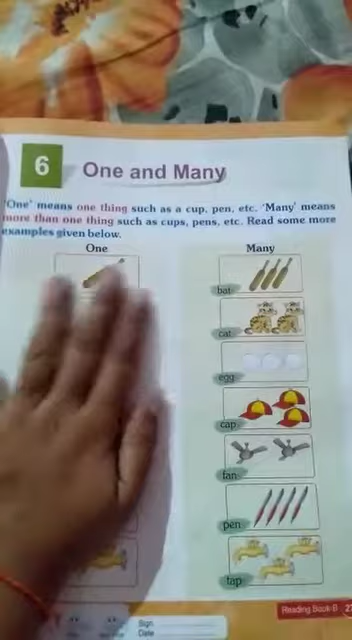 6
One and Many
'One' means one thing such as a cup, pen, etc. 'Many' means
more than one thing such as cups, pens, etc. Read some more
examples given below.
One
Many
bat
cat
egg
cap
fan
pen
tap
Sign
Date
Reading Book-B